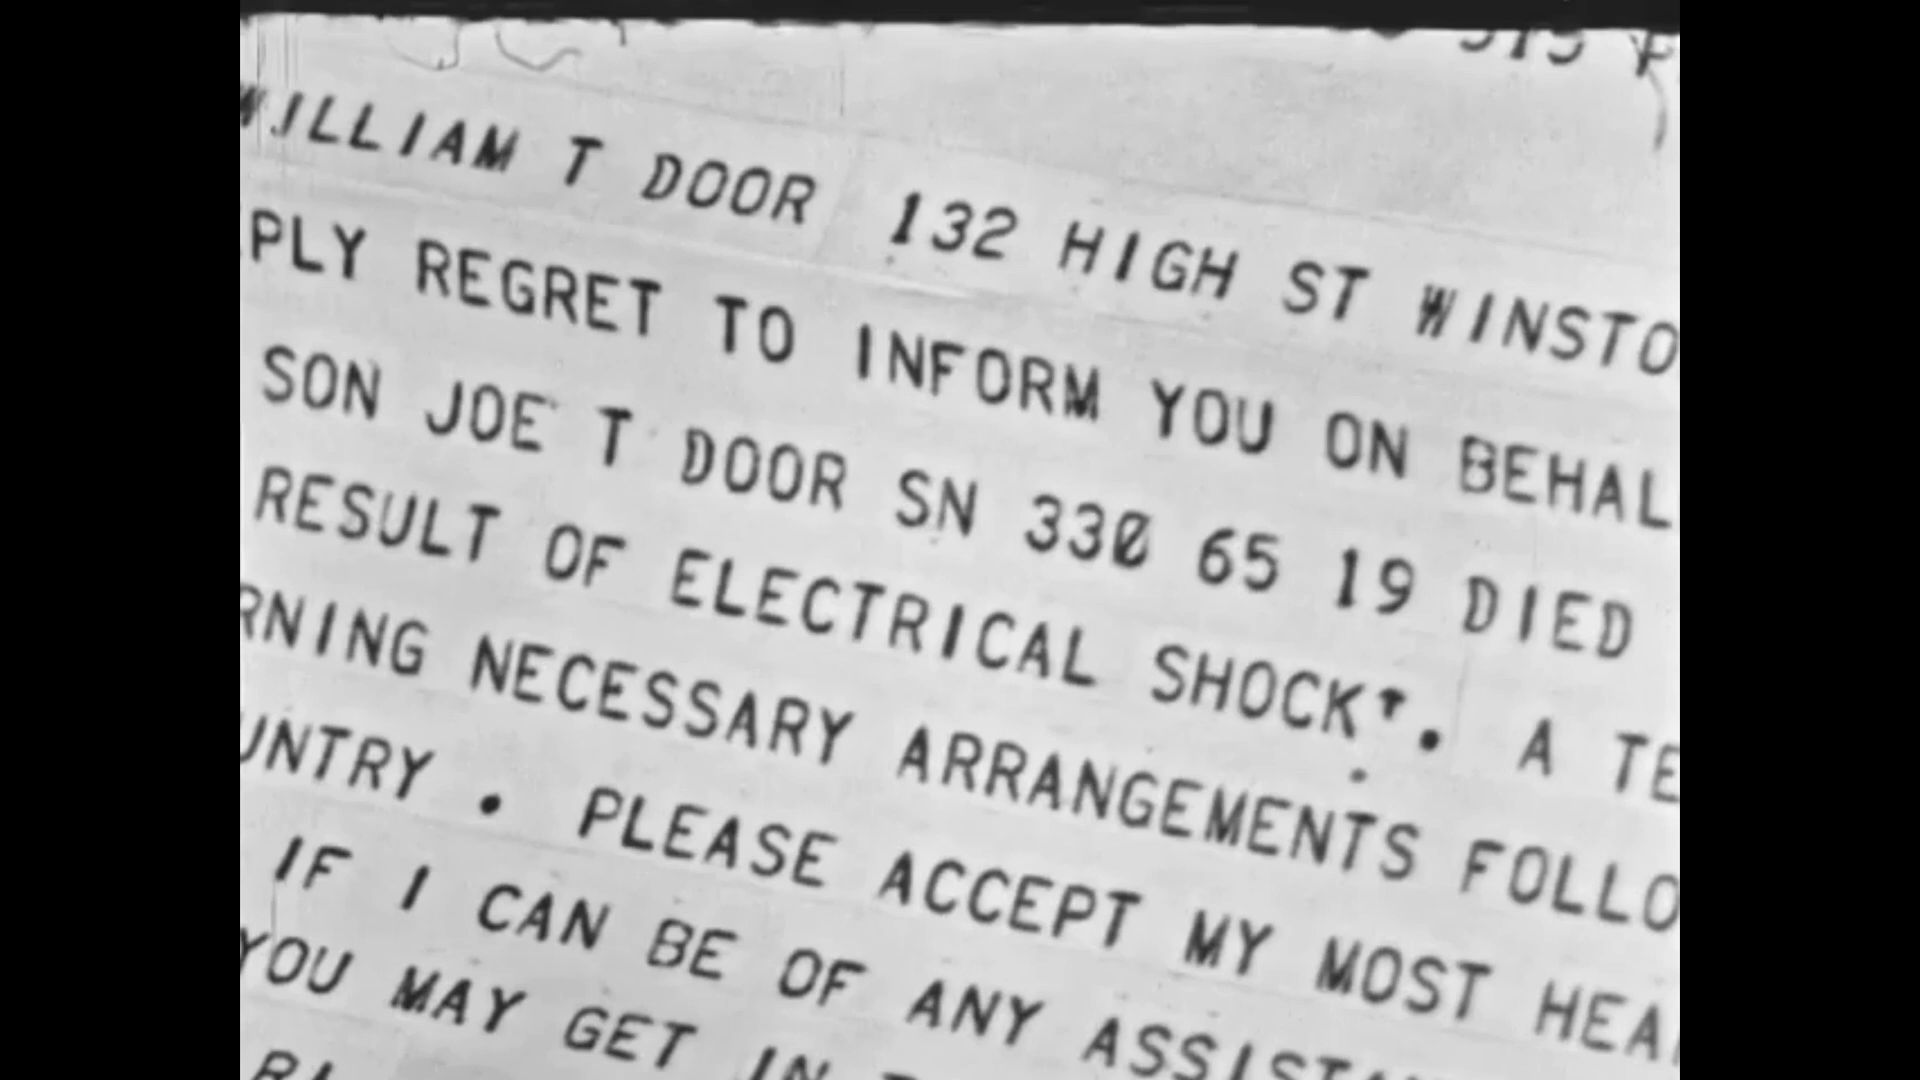 WILLIAM T DOOR 132 HIGH ST WINSTO
PLY REGRET TO INFORM YOU ON BEHAL
SON JOE T DOOR SN 330 65 19 DIED
RESULT OF ELECTRICAL SHOCK. A TE
RNING NECESSARY ARRANGEMENTS FOLLO
UNTRY . PLEASE ACCEPT MY MOST HEA
IF I CAN BE OF ANY ASSISTA
YOU MAY GET IN